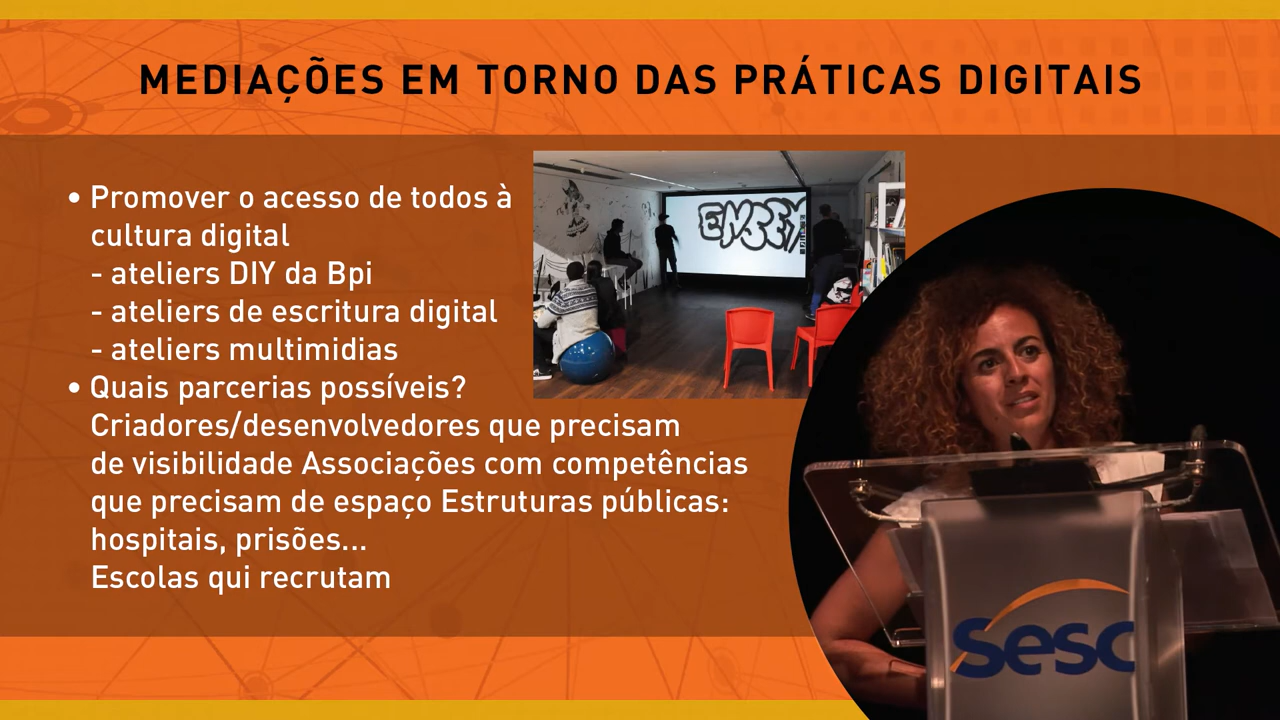 MEDIAÇÕES EM TORNO DAS PRÁTICAS DIGITAIS
• Promover o acesso de todos à
cultura digital
- ateliers DIY da Bpi
- ateliers de escritura digital
- ateliers multimidias
• Quais parcerias possíveis?
Criadores/desenvolvedores que precisam
de visibilidade Associações com competências
que precisam de espaço Estruturas públicas:
hospitais, prisões...
Escolas qui recrutam
Sesc